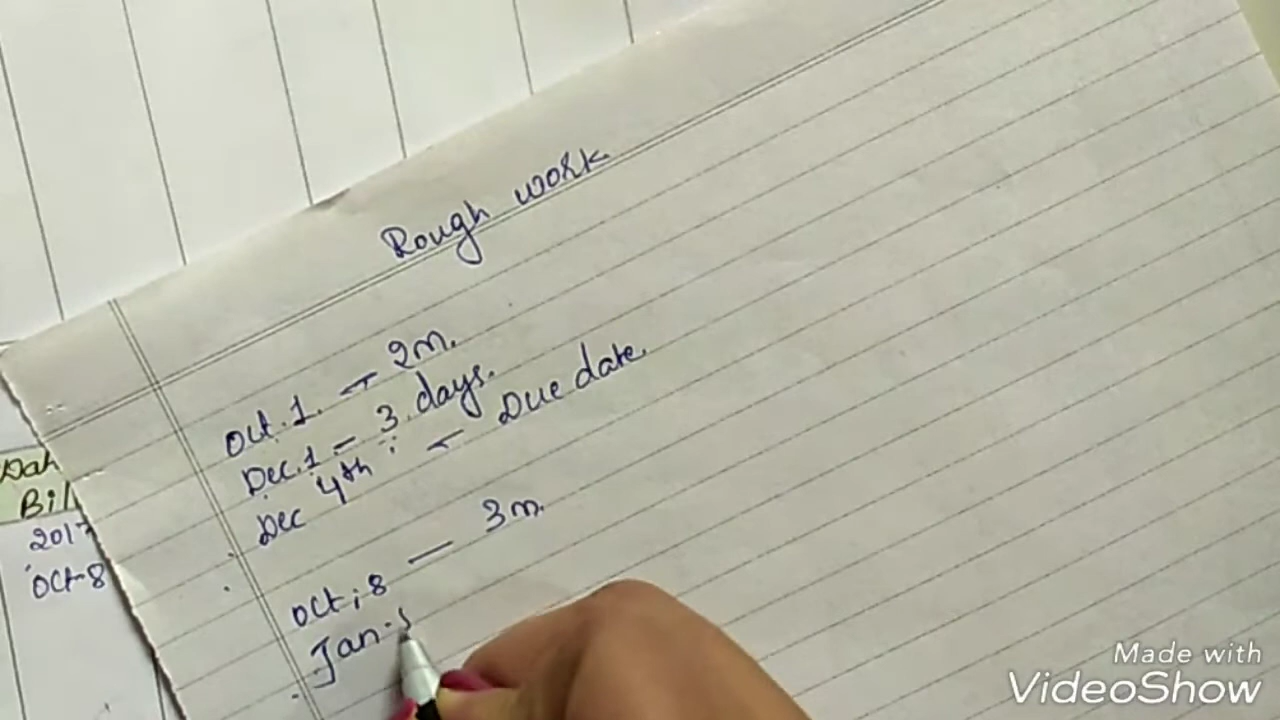 Rough work
Oct. 1. - 2m.
Dec. 1 - 3 days.
Dec 4th - Due date.
Oct, 8 — 3m.
Jan.
Bill
2017
Oct-8
Made with
VideoShow